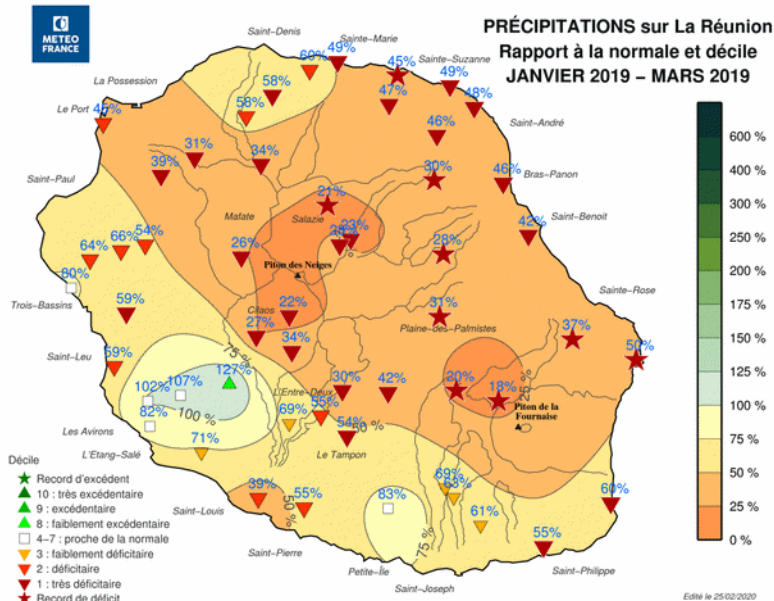 METEO
FRANCE
PRÉCIPITATIONS sur La Réunion
Rapport à la normale et décile
JANVIER 2019 – MARS 2019
Saint–Denis
Sainte–Marie
60%
49%
45%
Sainte–Suzanne
La Possession
58%
49%
Le Port
45%
58%
47%
48%
Saint–André
46%
31%
34%
39%
30%
46%
Bras–Panon
Saint–Paul
21%
Mafate
Salazie
23%
Saint–Benoit
42%
64%
66%
54%
26%
28%
Piton des Neiges
80%
Trois–Bassins
59%
Cilaos
22%
31%
Sainte–Rose
27%
Plaine–des–Palmistes
37%
34%
50%
75 %
Saint–Leu
59%
127%
102%
107%
100 %
82%
L'Entre–Deux
30%
42%
20%
18%
25 %
Piton de la
Fournaise
69%
55%
54%
50 %
Les Avirons
71%
L'Etang–Salé
Le Tampon
69%
63%
39%
50 %
55%
83%
61%
60%
Saint–Louis
75 %
55%
Saint–Pierre
Petite–Île
Saint–Joseph
Saint–Philippe
600 %
400 %
300 %
200 %
175 %
150 %
125 %
100 %
75 %
50 %
25 %
0 %
Décile
Record d'excédent
10 : très excédentaire
9 : excédentaire
8 : faiblement excédentaire
4–7 : proche de la normale
3 : faiblement déficitaire
2 : déficitaire
1 : très déficitaire
Record de déficit
Edité le 25/02/2020